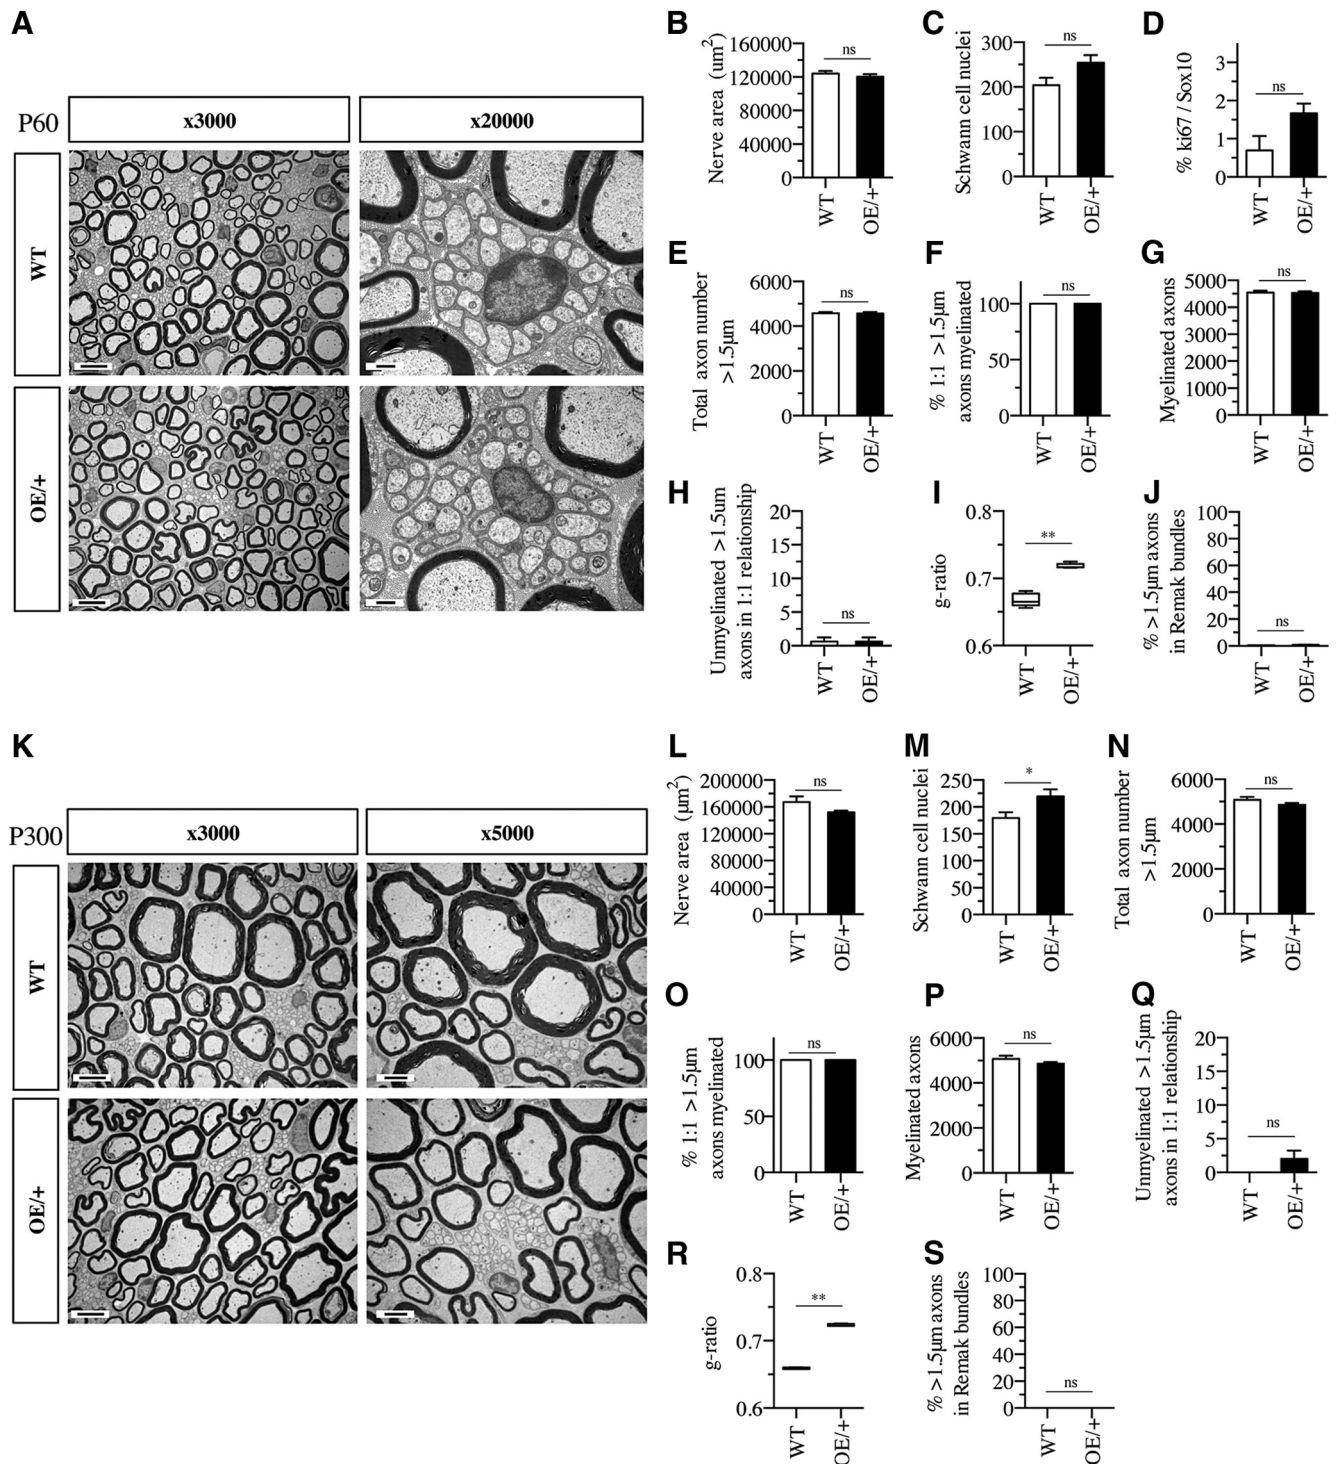 A
P60
x3000
x20000
WT
OE/+
B
Nerve area (um²)
160000
120000
80000
40000
0
ns
WT
OE/+
C
Schwann cell nuclei
300
200
100
0
ns
WT
OE/+
D
% ki67 / Sox10
3
2
1
0
ns
WT
OE/+
E
Total axon number
>1.5µm
6000
4000
2000
0
ns
WT
OE/+
F
% 1:1 >1.5µm
axons myelinated
100
50
0
ns
WT
OE/+
G
Myelinated axons
5000
4000
3000
2000
1000
0
ns
WT
OE/+
H
Unmyelinated >1.5um
axons in 1:1 relationship
20
15
10
5
0
ns
WT
OE/+
I
g-ratio
0.8
0.7
0.6
**
WT
OE/+
J
% >1.5µm axons
in Remak bundles
100
80
60
40
20
0
ns
WT
OE/+
K
P300
x3000
x5000
WT
OE/+
L
Nerve area (µm²)
200000
160000
120000
80000
40000
0
ns
WT
OE/+
M
Schwann cell nuclei
250
200
150
100
50
0
*
WT
OE/+
N
Total axon number
>1.5µm
6000
4000
2000
0
ns
WT
OE/+
O
% 1:1 >1.5µm
axons myelinated
100
50
0
ns
WT
OE/+
P
Myelinated axons
6000
4000
2000
0
ns
WT
OE/+
Q
Unmyelinated >1.5µm
axons in 1:1 relationship
20
15
10
5
0
ns
WT
OE/+
R
g-ratio
0.8
0.7
0.6
**
WT
OE/+
S
% >1.5µm axons
in Remak bundles
100
80
60
40
20
0
ns
WT
OE/+